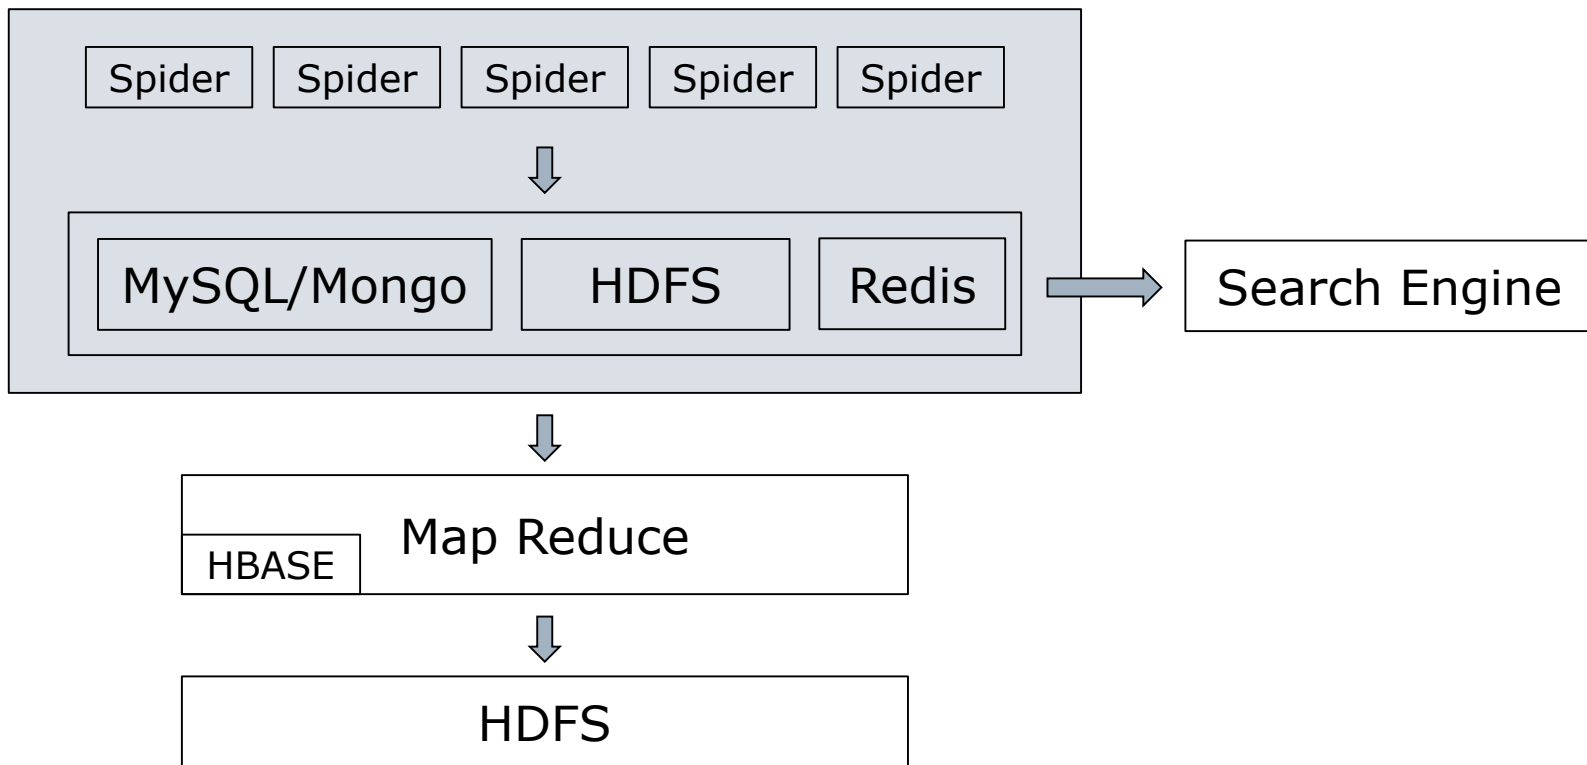 Spider Spider Spider Spider Spider
MySQL/Mongo HDFS Redis
Search Engine
Map Reduce
HBASE
HDFS